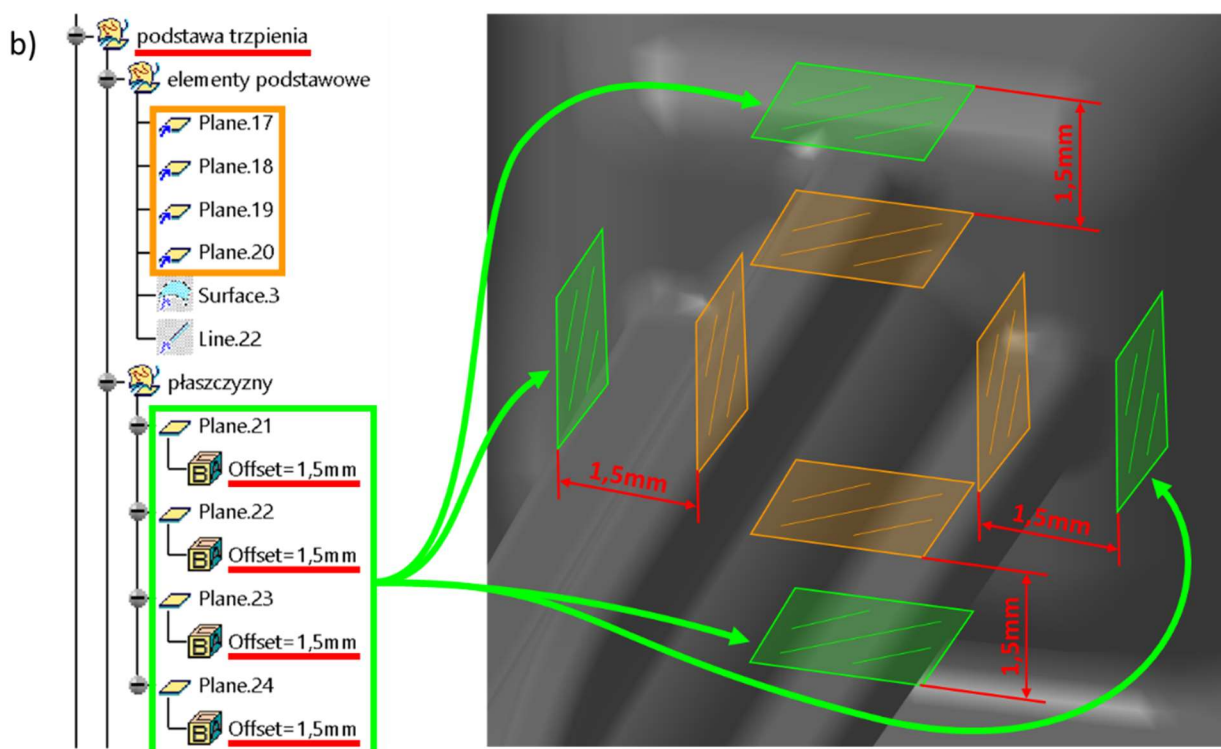 b)
podstawa trzpienia
elementy podstawowe
Plane.17
Plane.18
Plane.19
Plane.20
Surface.3
Line.22
płaszczyzny
Plane.21
B
Offset=1,5mm
Plane.22
B
Offset=1,5mm
Plane.23
B
Offset=1,5mm
Plane.24
B
Offset=1,5mm
1,5mm
1,5mm
1,5mm
1,5mm